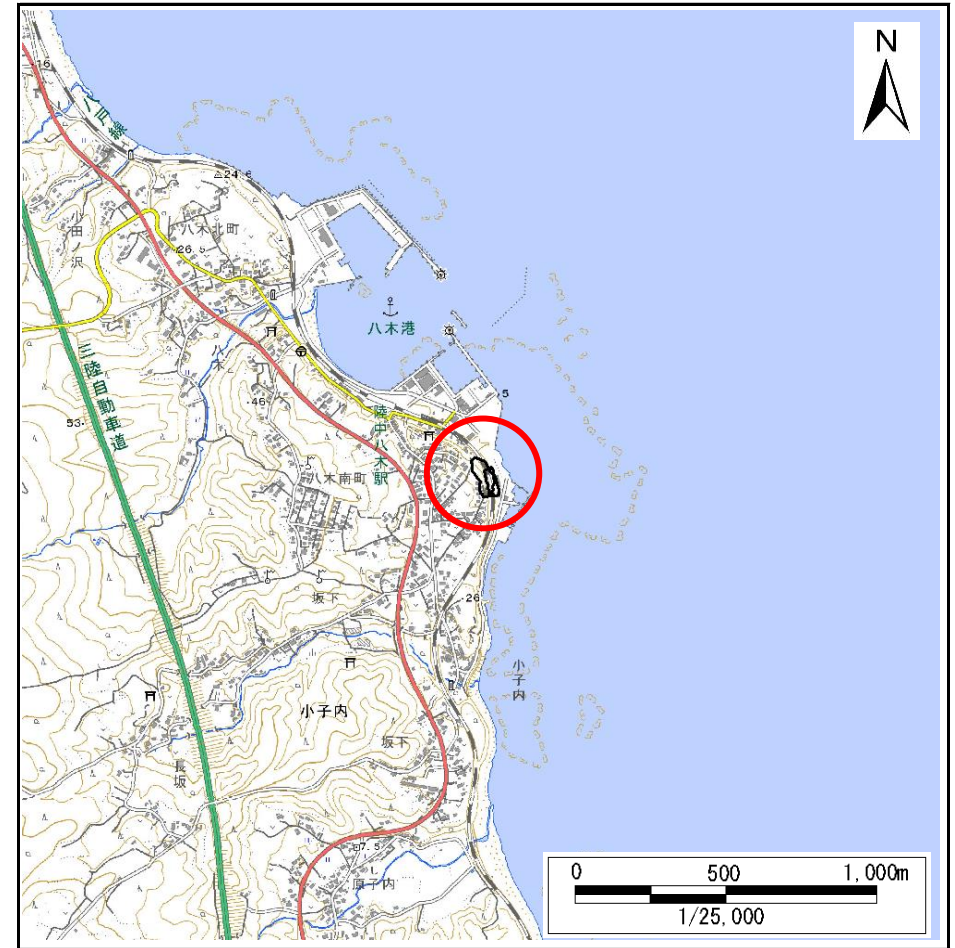 N
16
八戸線
24.6
小田ノ沢
八木北町
26.5
八木港
八木
三陸自動車道
5
46
陸中八木駅
53
八木南町
坂下
26
小子内
小子内
坂下
長坂
7.5
原子内
0 500 1,000m
1/25,000